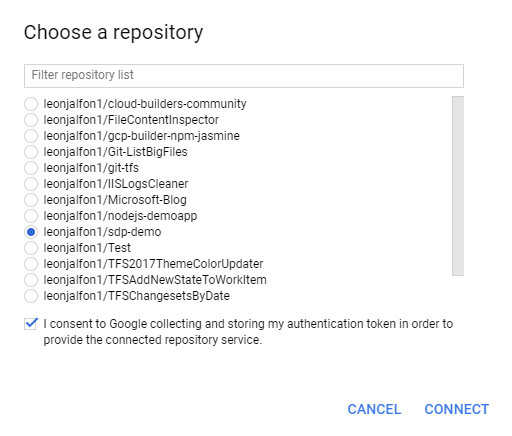 Choose a repository
Filter repository list
leonjalfon1/cloud-builders-community
leonjalfon1/FileContentInspector
leonjalfon1/gcp-builder-npm-jasmine
leonjalfon1/Git-ListBigFiles
leonjalfon1/git-tfs
leonjalfon1/IISLogsCleaner
leonjalfon1/Microsoft-Blog
leonjalfon1/nodejs-demoapp
leonjalfon1/sdp-demo
leonjalfon1/Test
leonjalfon1/TFS2017ThemeColorUpdater
leonjalfon1/TFSAddNewStateToWorkItem
leonjalfon1/TFSChangesetsByDate
I consent to Google collecting and storing my authentication token in order to
provide the connected repository service.
CANCEL CONNECT